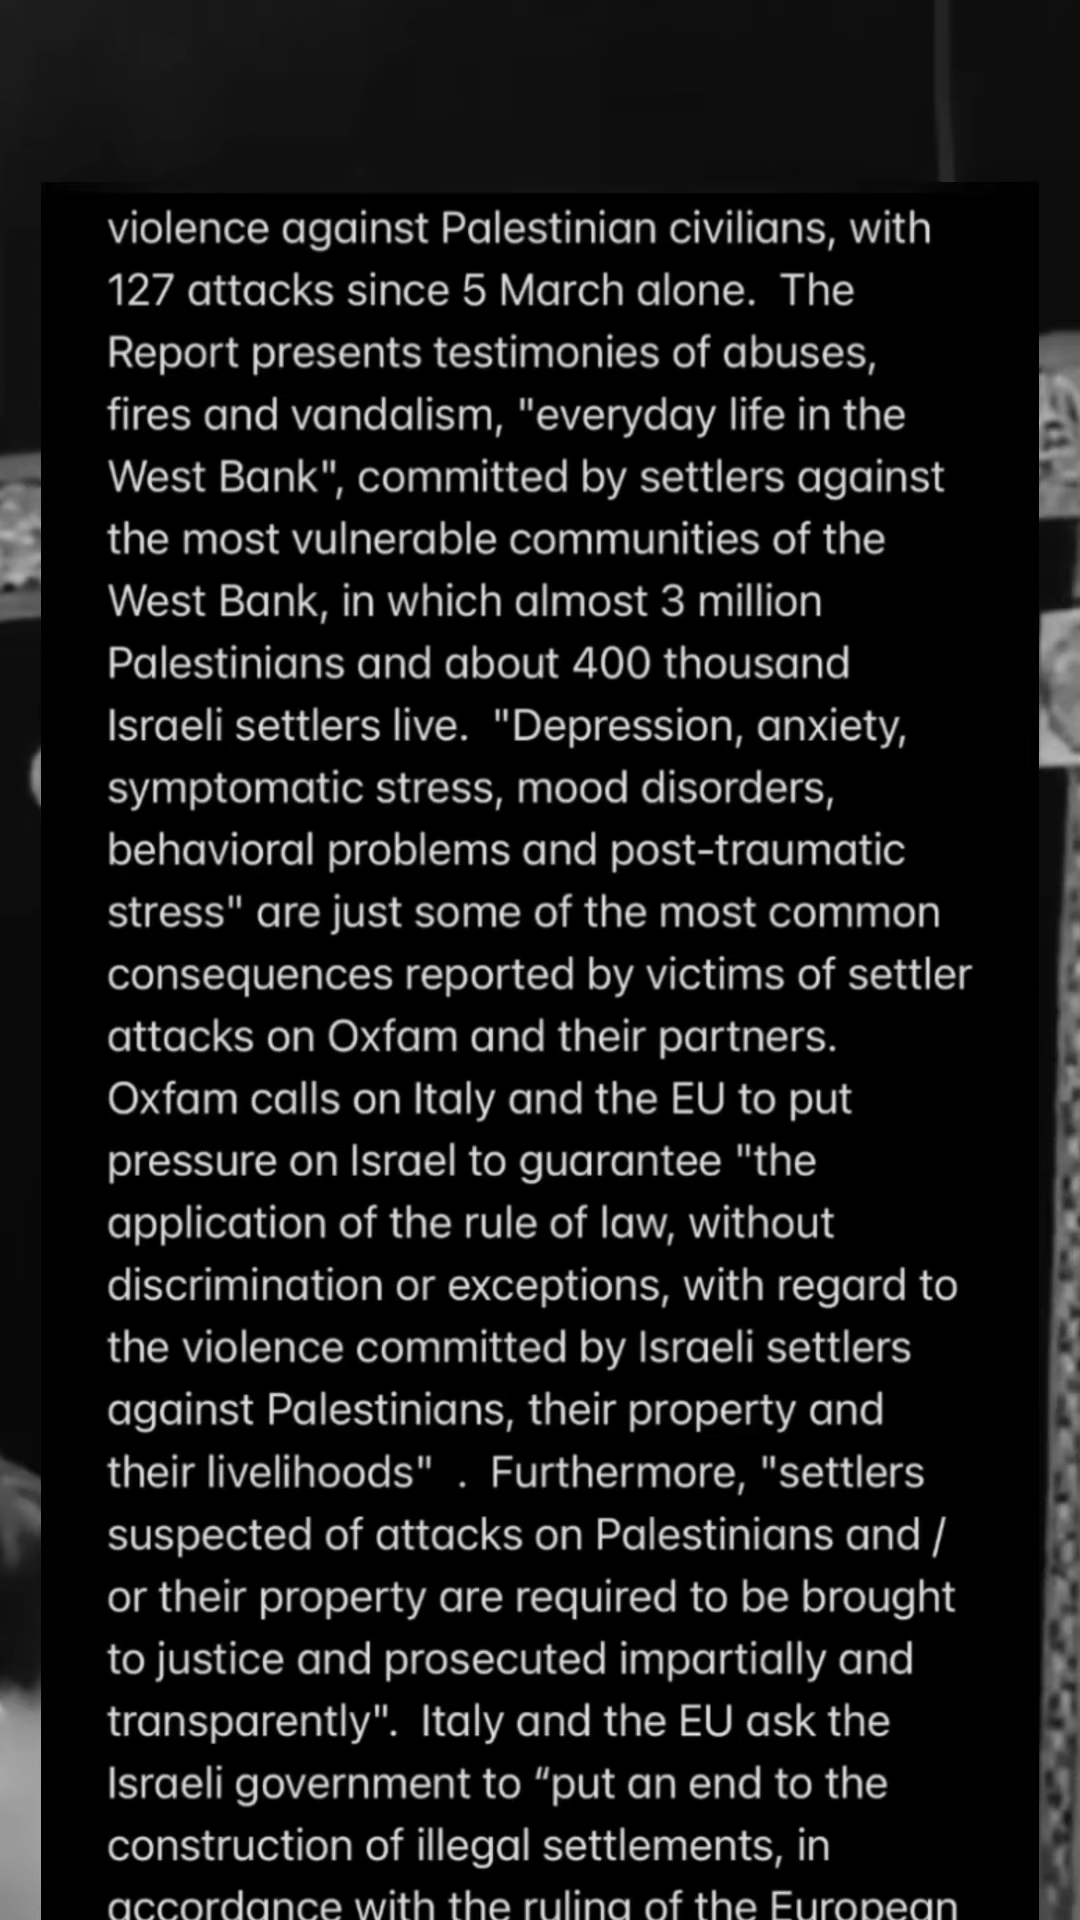 violence against Palestinian civilians, with
127 attacks since 5 March alone.  The
Report presents testimonies of abuses,
fires and vandalism, "everyday life in the
West Bank", committed by settlers against
the most vulnerable communities of the
West Bank, in which almost 3 million
Palestinians and about 400 thousand
Israeli settlers live.  "Depression, anxiety,
symptomatic stress, mood disorders,
behavioral problems and post-traumatic
stress" are just some of the most common
consequences reported by victims of settler
attacks on Oxfam and their partners.
Oxfam calls on Italy and the EU to put
pressure on Israel to guarantee "the
application of the rule of law, without
discrimination or exceptions, with regard to
the violence committed by Israeli settlers
against Palestinians, their property and
their livelihoods"  .  Furthermore, "settlers
suspected of attacks on Palestinians and /
or their property are required to be brought
to justice and prosecuted impartially and
transparently".  Italy and the EU ask the
Israeli government to “put an end to the
construction of illegal settlements, in
accordance with the ruling of the European